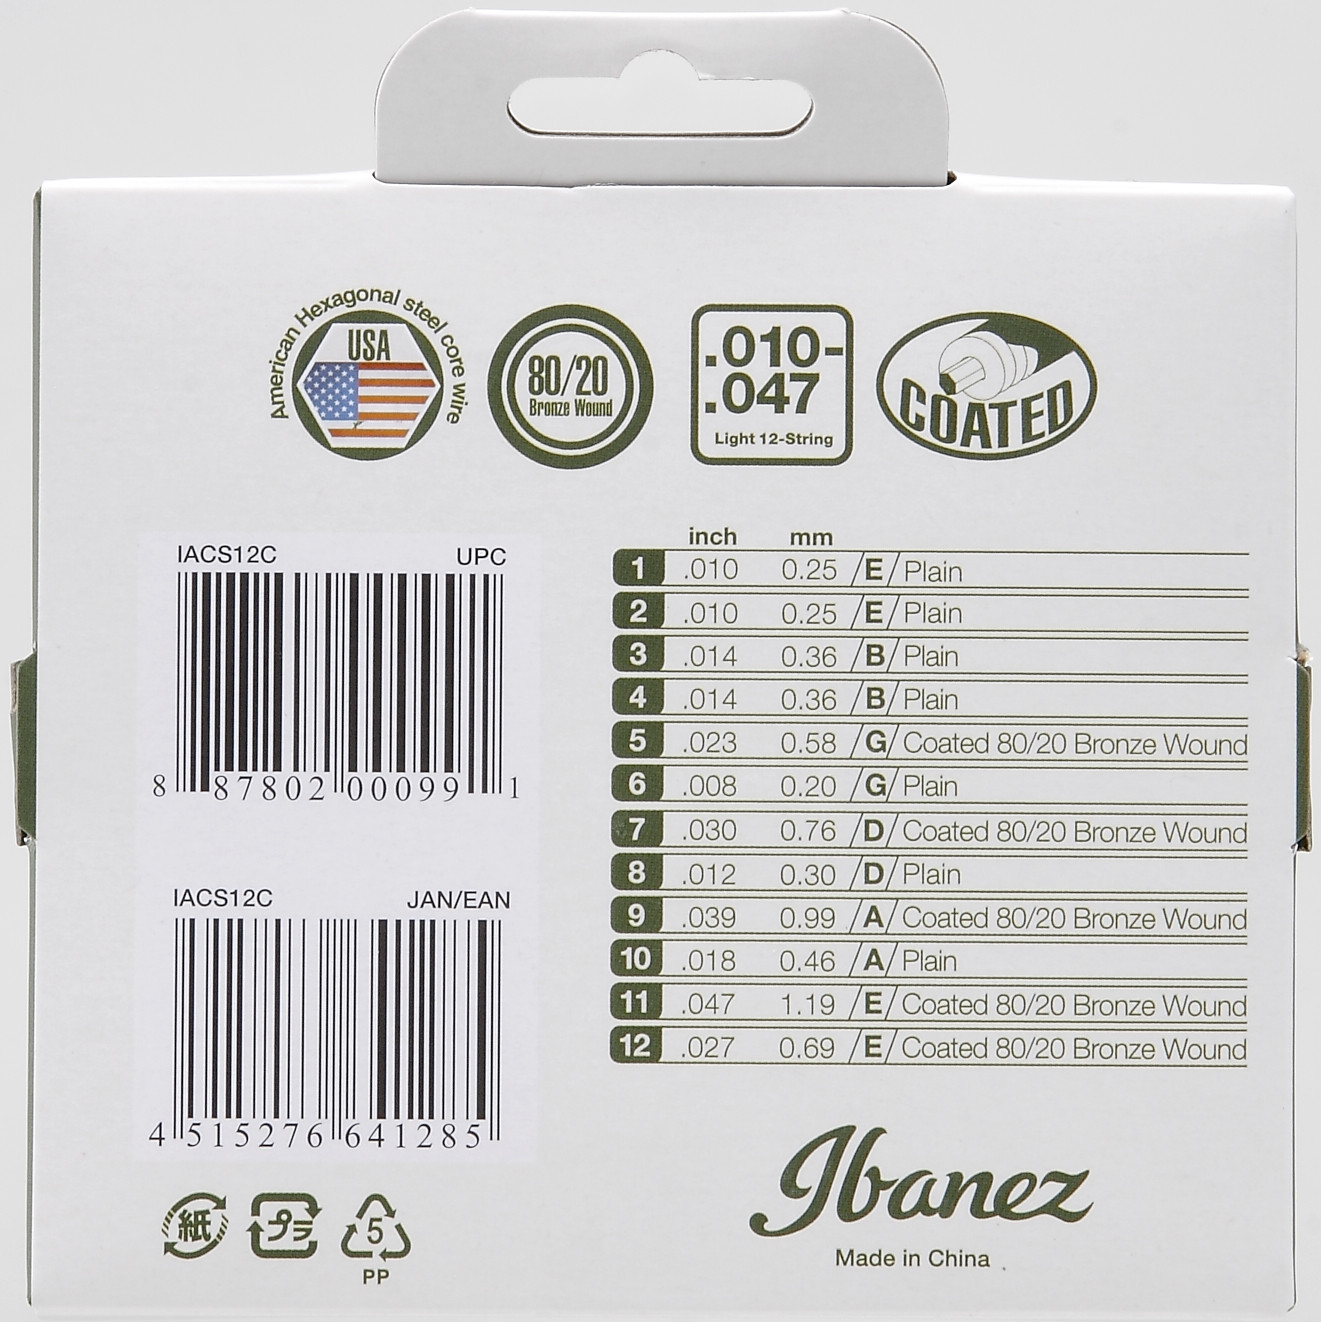 American Hexagonal steel core wire
USA
80/20
Bronze Wound
.010-
.047
Light 12-String
COATED
IACS12C UPC
8 87802 00099 1
IACS12C JAN/EAN
4 515276 641285
inch mm
1 .010 0.25 /E/ Plain
2 .010 0.25 /E/ Plain
3 .014 0.36 /B/ Plain
4 .014 0.36 /B/ Plain
5 .023 0.58 /G/ Coated 80/20 Bronze Wound
6 .008 0.20 /G/ Plain
7 .030 0.76 /D/ Coated 80/20 Bronze Wound
8 .012 0.30 /D/ Plain
9 .039 0.99 /A/ Coated 80/20 Bronze Wound
10 .018 0.46 /A/ Plain
11 .047 1.19 /E/ Coated 80/20 Bronze Wound
12 .027 0.69 /E/ Coated 80/20 Bronze Wound
紙
プラ
5
PP
Ibanez
Made in China